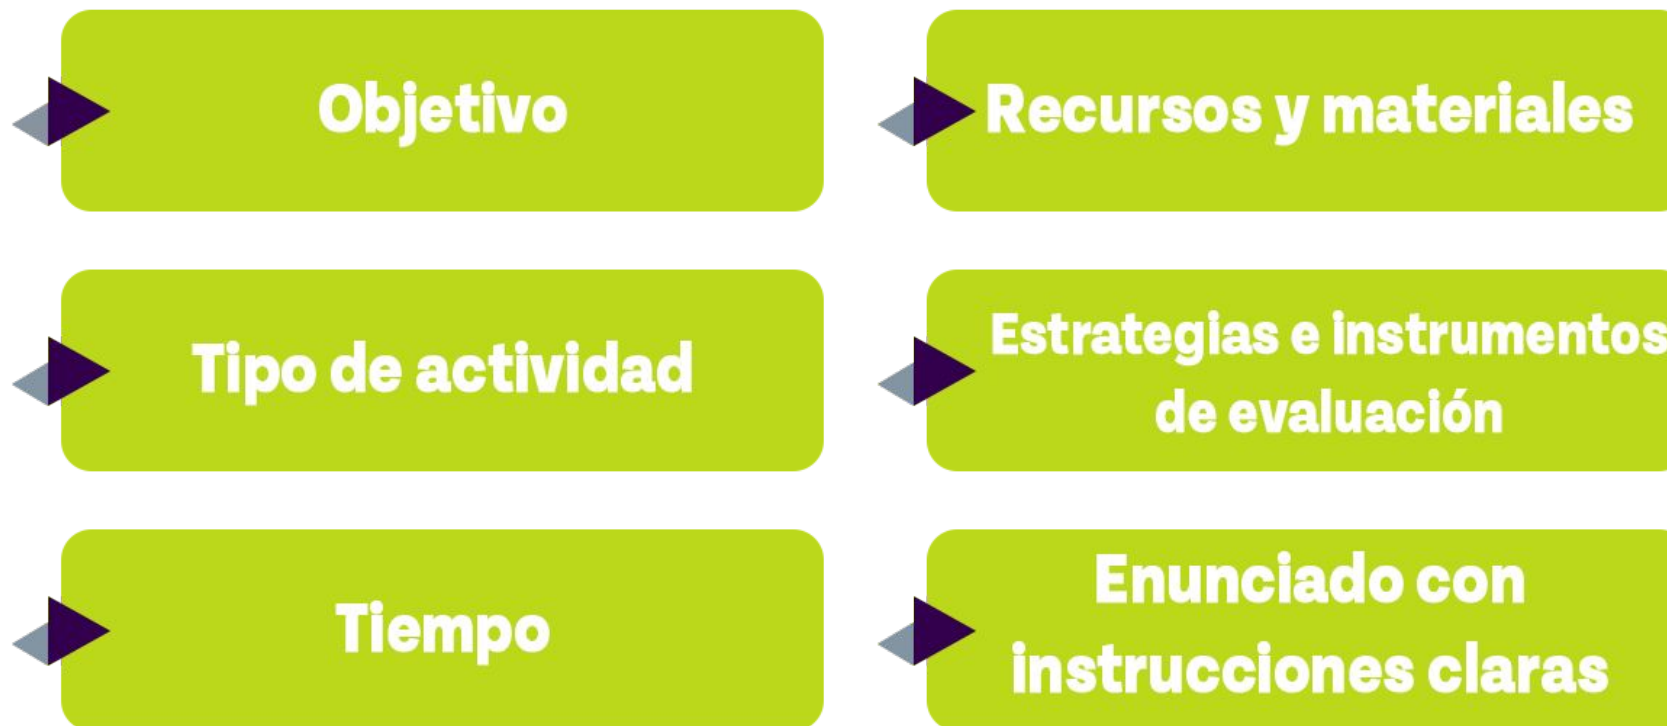 Objetivo
Recursos y materiales
Tipo de actividad
Estrategias e instrumentos
de evaluación
Tiempo
Enunciado con
instrucciones claras